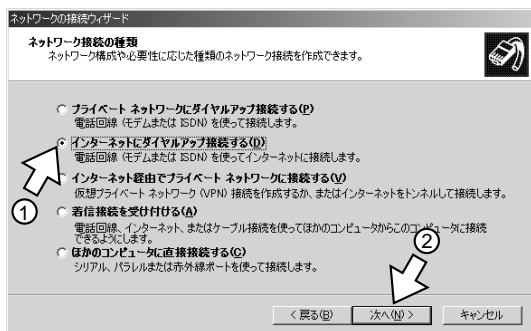 ネットワークの接続ウィザード
ネットワーク接続の種類
ネットワーク構成や必要性に応じた種類のネットワーク接続を作成できます。
プライベート ネットワークにダイヤルアップ接続する(P)
電話回線 (モデムまたは ISDN) を使って接続します。
インターネットにダイヤルアップ接続する(D)
電話回線 (モデムまたは ISDN) を使ってインターネットに接続します。
インターネット経由でプライベート ネットワークに接続する(V)
仮想プライベート ネットワーク (VPN) 接続を作成するか、またはインターネットをトンネルして接続します。
①
着信接続を受け付ける(A)
電話回線、インターネット、またはケーブル接続を使ってほかのコンピュータからこのコンピュータに接続
できるようにします。
②
ほかのコンピュータに直接接続する(C)
シリアル、パラレルまたは赤外線ポートを使って接続します。
< 戻る(B) 次へ(N) > キャンセル